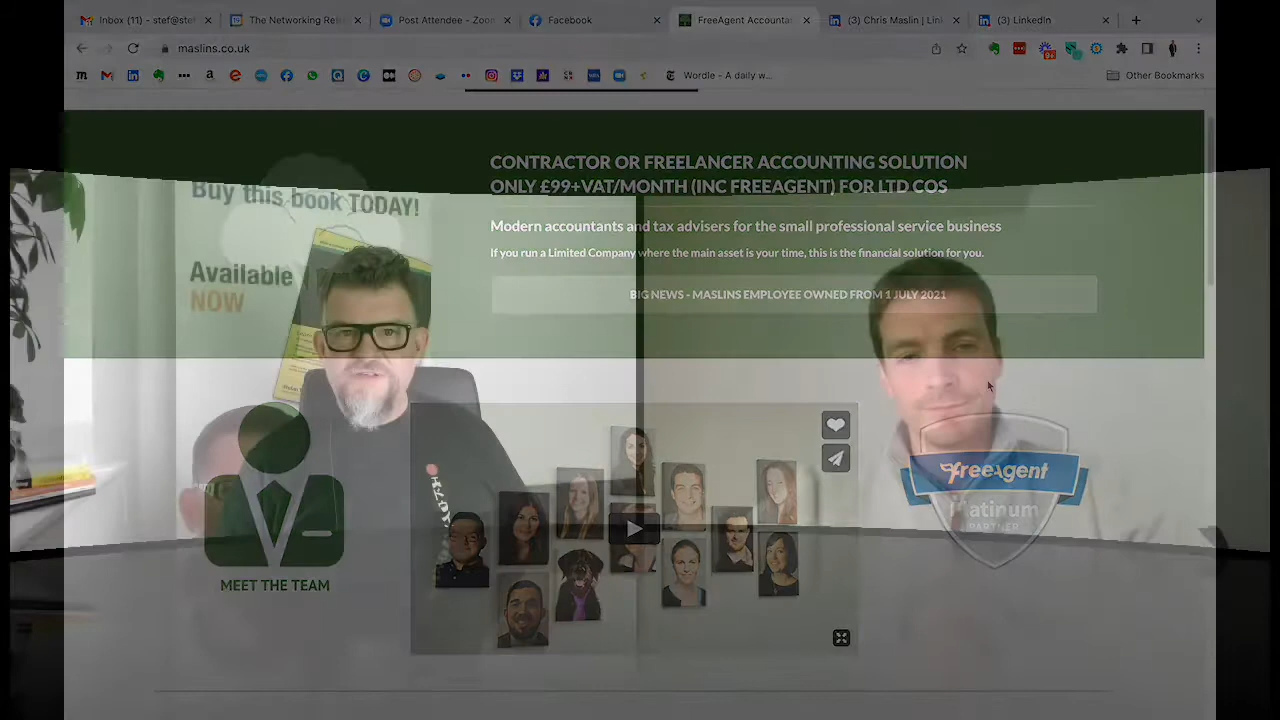 Inbox (11) - stef@stef
The Networking Re
Post Attendee - Zoom
Facebook
FreeAgent Accounta
(3) Chris Maslin | Lin
(3) LinkedIn
maslins.co.uk
Wordle - A daily w...
Other Bookmarks
CONTRACTOR OR FREELANCER ACCOUNTING SOLUTION
ONLY £99+VAT/MONTH (INC FREEAGENT) FOR LTD COS
Modern accountants and tax advisers for the small professional service business
If you run a Limited Company where the main asset is your time, this is the financial solution for you.
BIG NEWS - MASLINS EMPLOYEE OWNED FROM 1 JULY 2021
Buy this book TODAY!
Available
NOW
MEET THE TEAM
freeAgent
Platinum
PARTNER